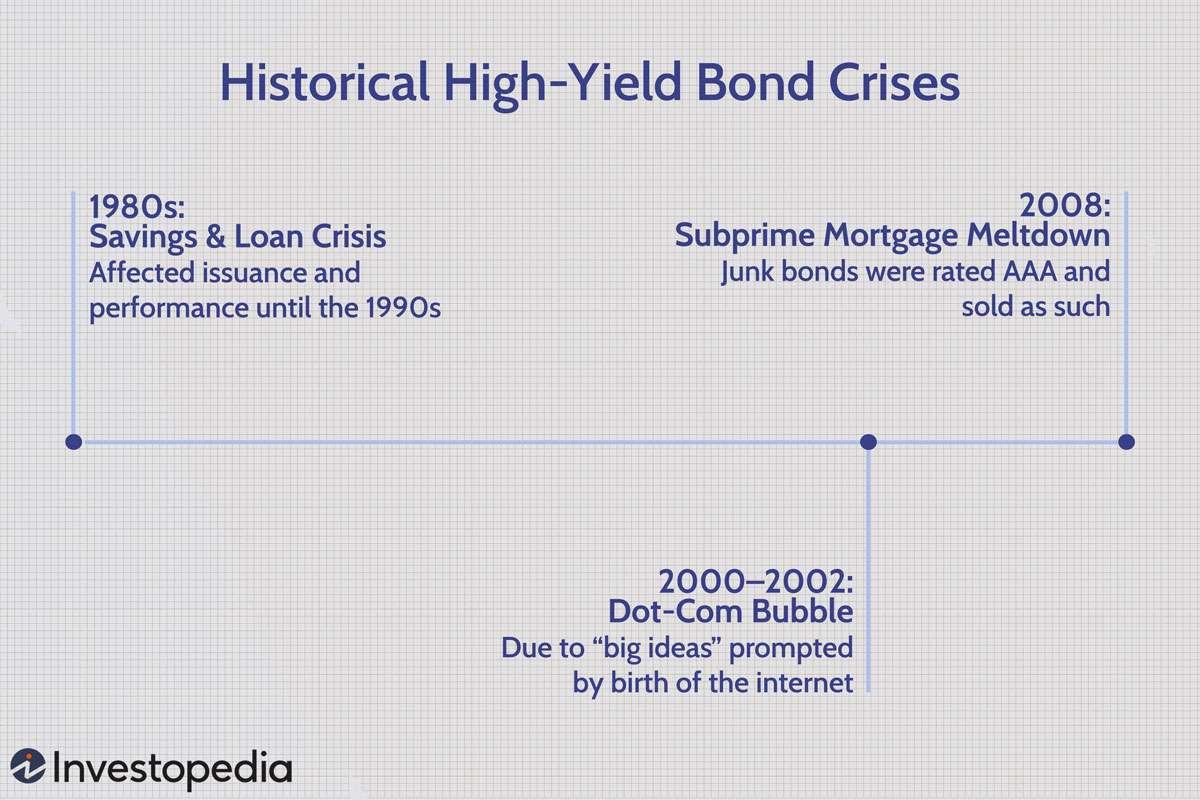 Historical High-Yield Bond Crises
1980s:
Savings & Loan Crisis
Affected issuance and
performance until the 1990s
2008:
Subprime Mortgage Meltdown
Junk bonds were rated AAA and
sold as such
2000–2002:
Dot-Com Bubble
Due to “big ideas” prompted
by birth of the internet
Investopedia